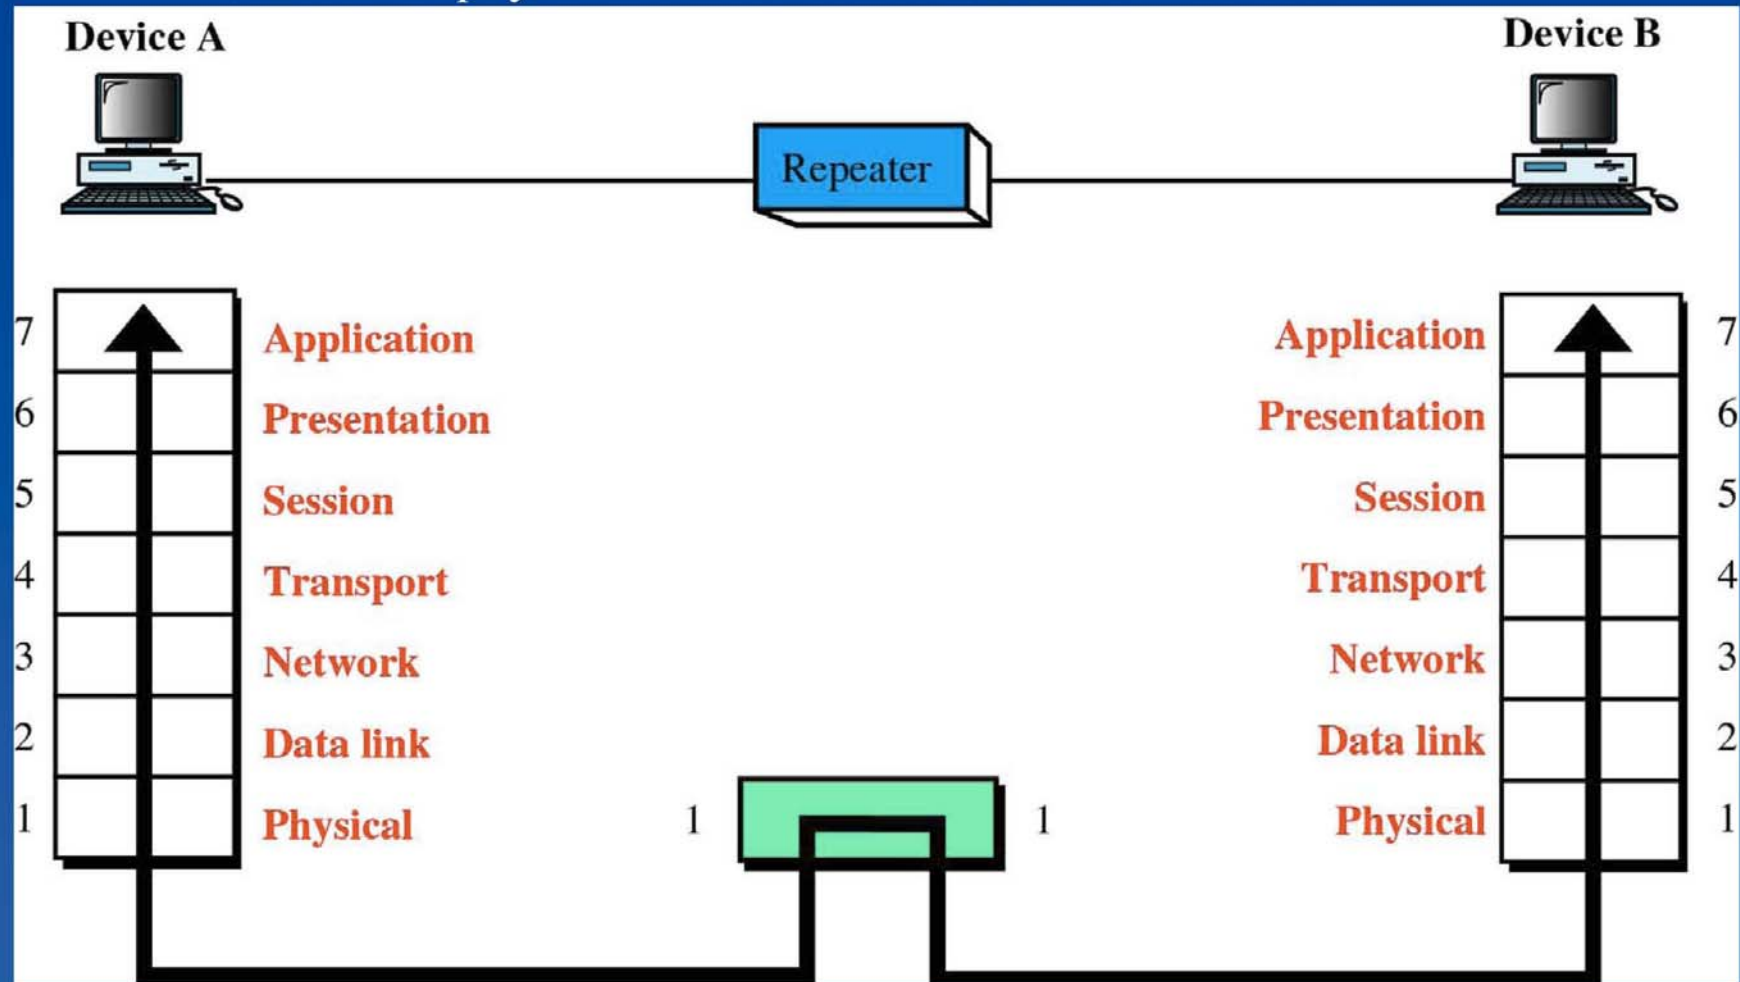 Device A
Device B
Repeater
7 Application
Application 7
6 Presentation
Presentation 6
5 Session
Session 5
4 Transport
Transport 4
3 Network
Network 3
2 Data link
Data link 2
1 Physical
1 1
Physical 1